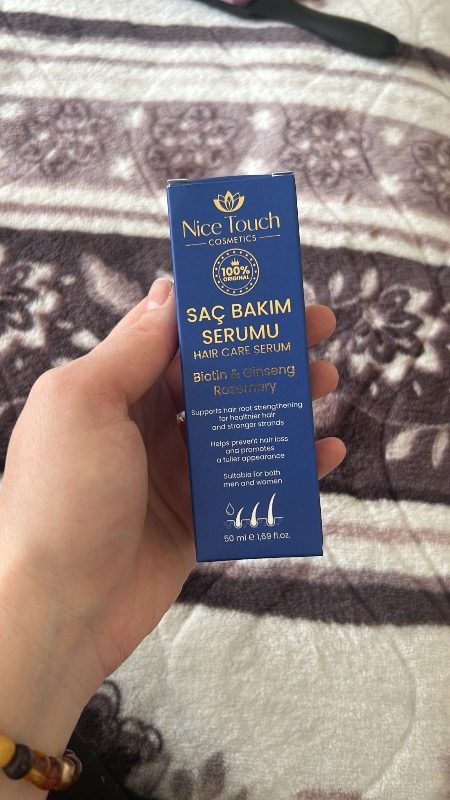 Nice Touch
COSMETICS
100%
ORIGINAL
SAÇ BAKIM
SERUMU
HAIR CARE SERUM
Biotin & Ginseng
Rosemary
Supports hair root strengthening
for healthier hair
and stronger strands
Helps prevent hair loss
and promotes
a fuller appearance
Suitable for both
men and women
50 ml e 1,69 fl.oz.